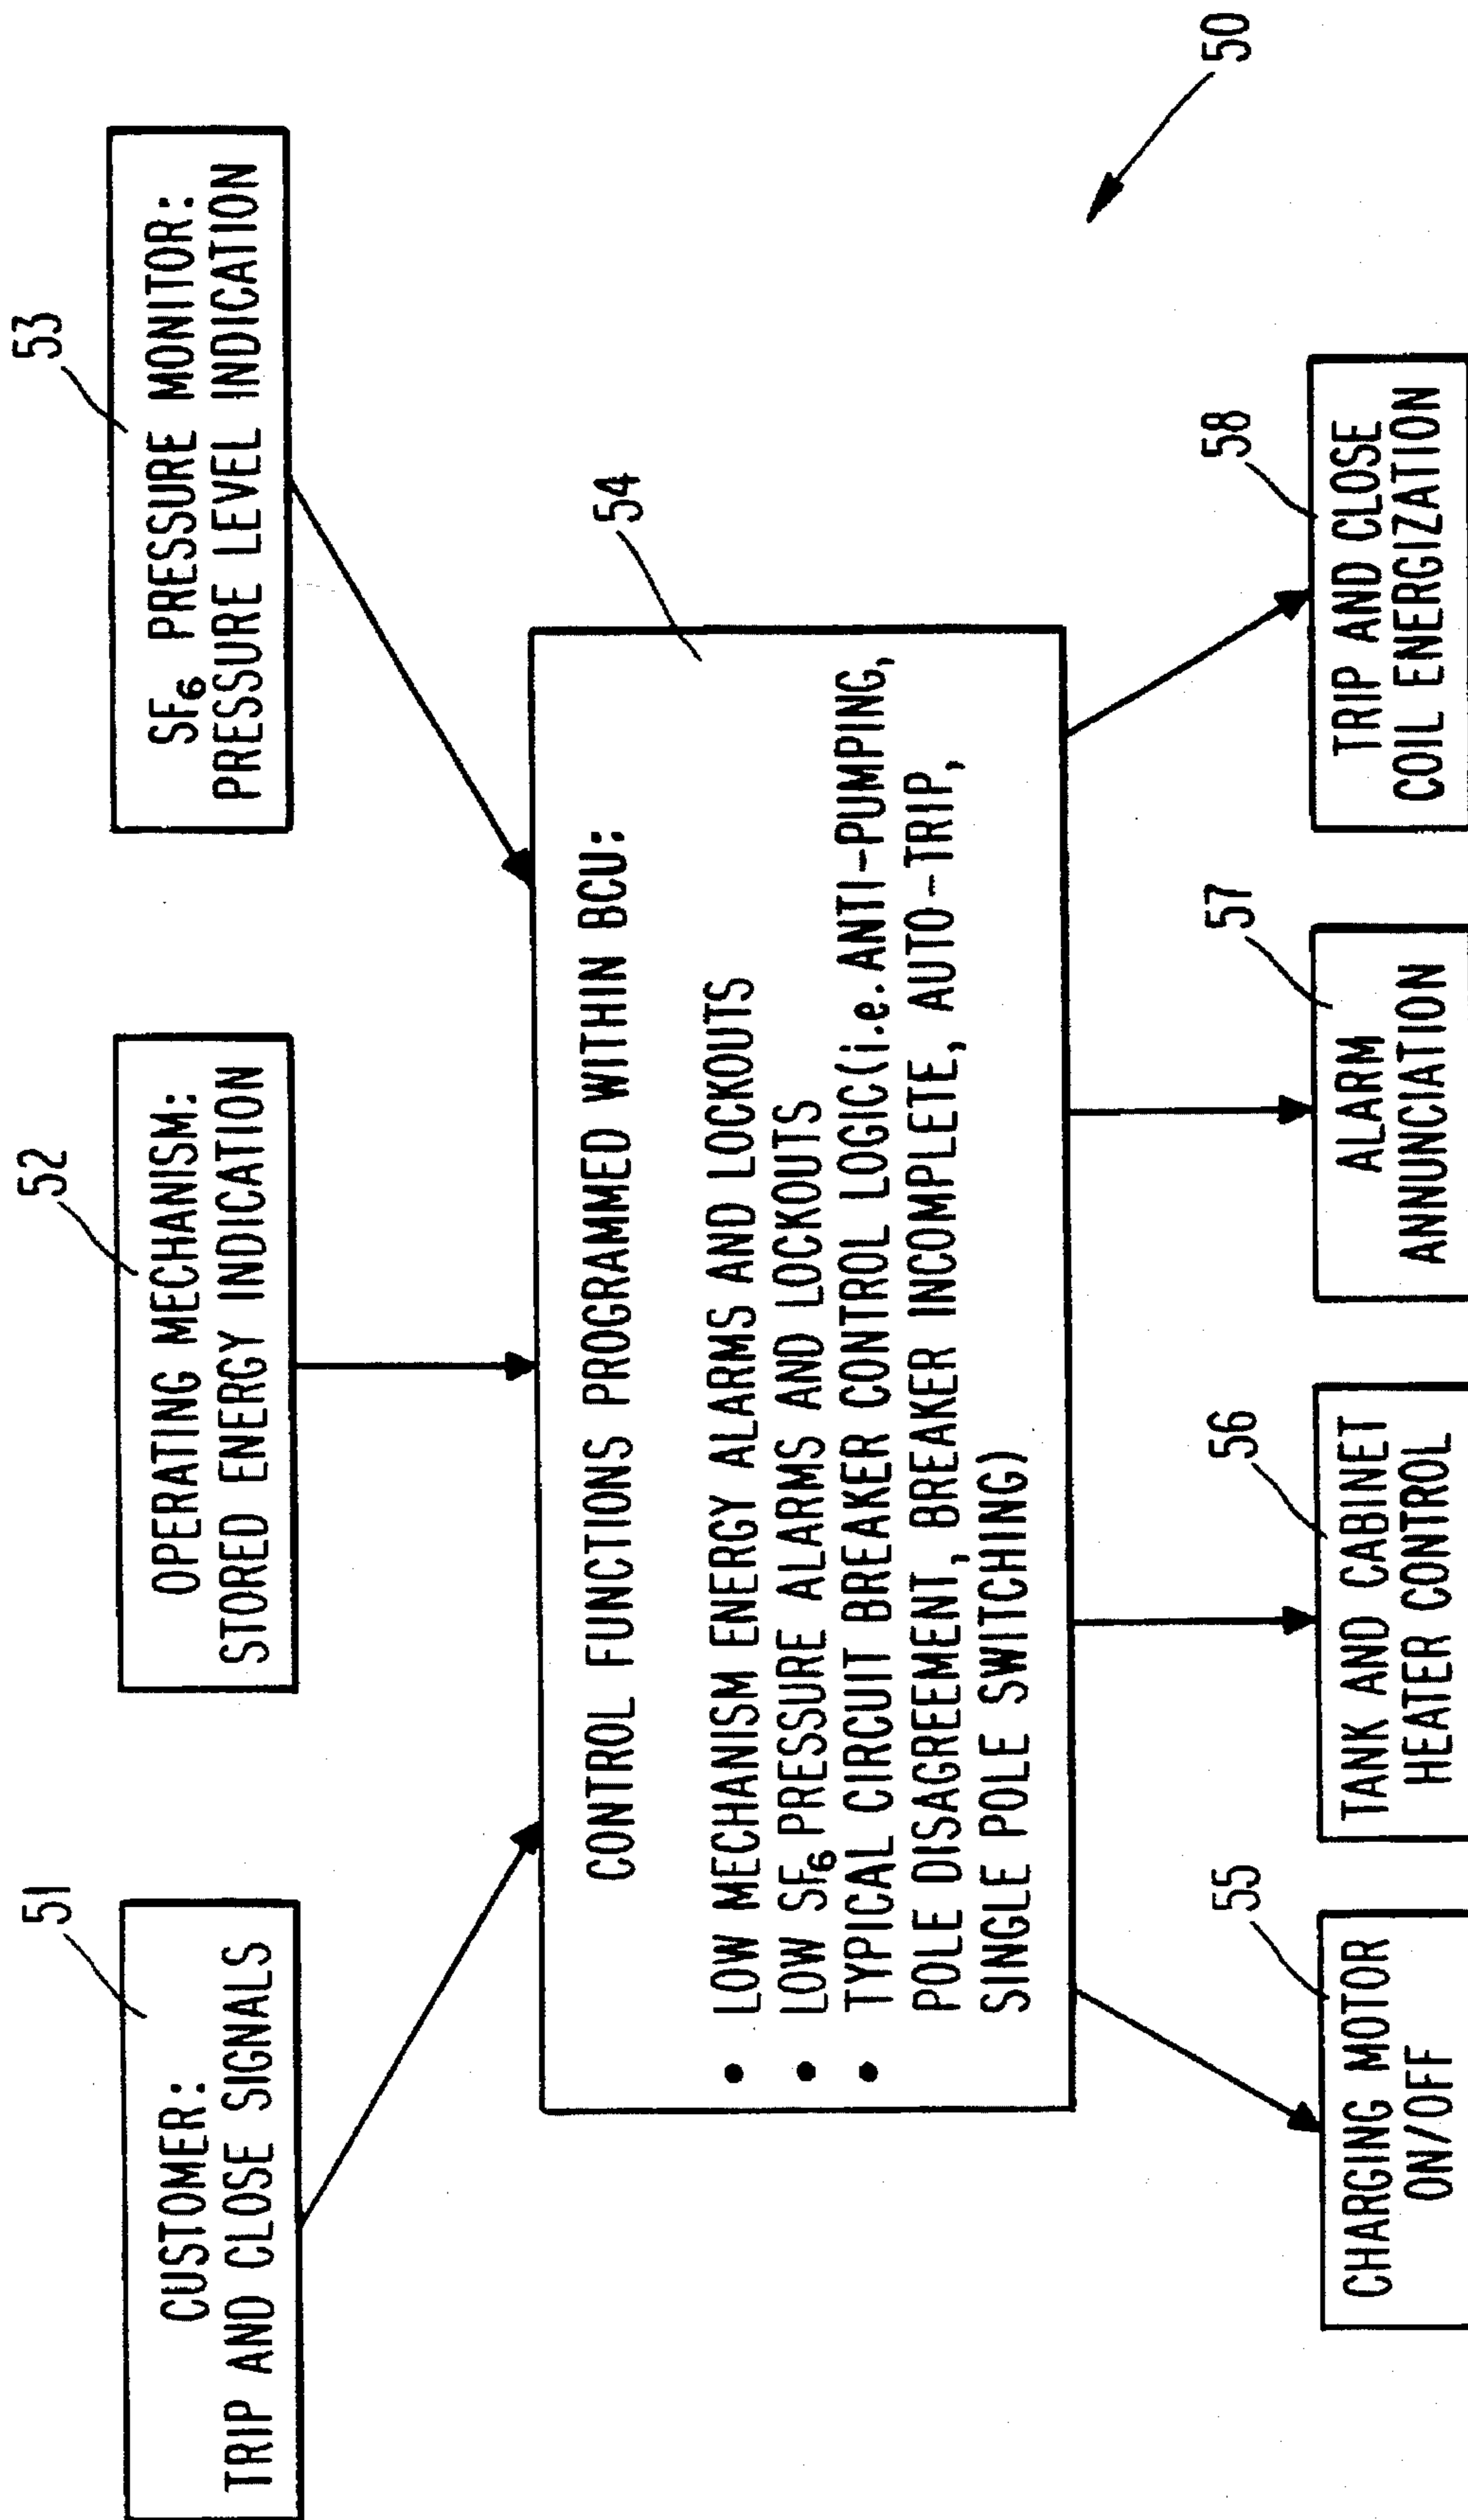 51
CUSTOMER:
TRIP AND CLOSE SIGNALS
52
OPERATING MECHANISM:
STORED ENERGY INDICATION
53
SF₆ PRESSURE MONITOR:
PRESSURE LEVEL INDICATION
54
CONTROL FUNCTIONS PROGRAMMED WITHIN BCU:
• LOW MECHANISM ENERGY ALARMS AND LOCKOUTS
• LOW SF₆ PRESSURE ALARMS AND LOCKOUTS
• TYPICAL CIRCUIT BREAKER CONTROL LOGIC(i.e. ANTI-PUMPING,
POLE DISAGREEMENT, BREAKER INCOMPLETE, AUTO-TRIP,
SINGLE POLE SWITCHING)
55
CHARGING MOTOR
ON/OFF
56
TANK AND CABINET
HEATER CONTROL
57
ALARM
ANNUNCIATION
58
TRIP AND CLOSE
COIL ENERGIZATION
50